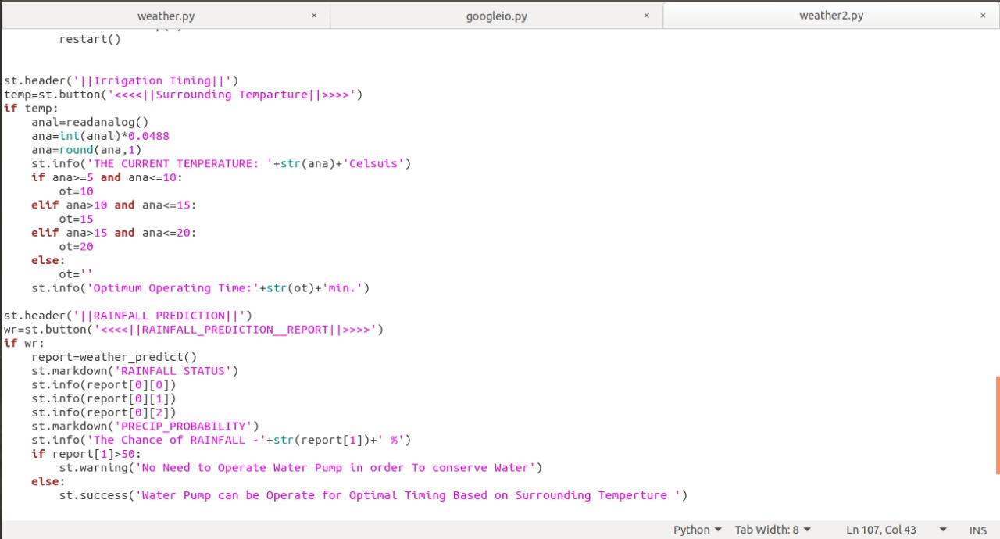 weather.py × googleio.py × weather2.py ×
        restart()
st.header('||Irrigation Timing||')
temp=st.button('<<<<||Surrounding Temparture||>>>>')
if temp:
    anal=readanalog()
    ana=int(anal)*0.0488
    ana=round(ana,1)
    st.info('THE CURRENT TEMPERATURE: '+str(ana)+'Celsuis')
    if ana>=5 and ana<=10:
        ot=10
    elif ana>10 and ana<=15:
        ot=15
    elif ana>15 and ana<=20:
        ot=20
    else:
        ot=''
    st.info('Optimum Operating Time:'+str(ot)+'min.')
st.header('||RAINFALL PREDICTION||')
wr=st.button('<<<<||RAINFALL_PREDICTION__REPORT||>>>>')
if wr:
    report=weather_predict()
    st.markdown('RAINFALL STATUS')
    st.info(report[0][0])
    st.info(report[0][1])
    st.info(report[0][2])
    st.markdown('PRECIP_PROBABILITY')
    st.info('The Chance of RAINFALL -'+str(report[1])+' %')
    if report[1]>50:
        st.warning('No Need to Operate Water Pump in order To conserve Water')
    else:
        st.success('Water Pump can be Operate for Optimal Timing Based on Surrounding Temperture ')
Python Tab Width: 8 Ln 107, Col 43 INS